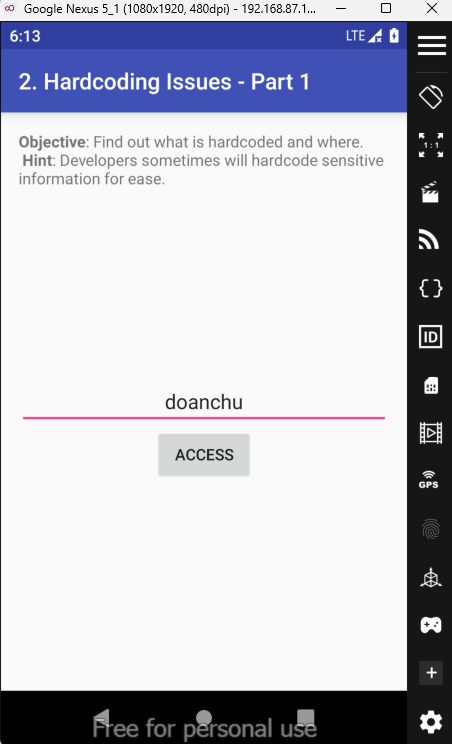 Google Nexus 5_1 (1080x1920, 480dpi) - 192.168.87.1...
6:13
LTE
2. Hardcoding Issues - Part 1
Objective: Find out what is hardcoded and where.
Hint: Developers sometimes will hardcode sensitive
information for ease.
1:1
ID
doanchu
ACCESS
GPS
Free for personal use